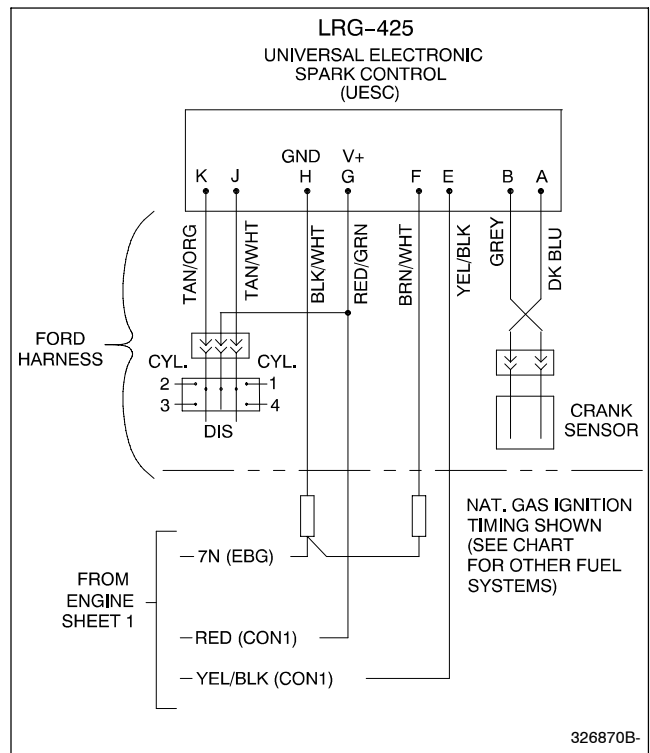 LRG-425
UNIVERSAL ELECTRONIC
SPARK CONTROL
(UESC)
GND V+
K J H G F E B A
TAN/ORG
TAN/WHT
BLK/WHT
RED/GRN
BRN/WHT
YEL/BLK
GREY
DK BLU
FORD
HARNESS
CYL. CYL.
2 1
3 4
DIS
CRANK
SENSOR
NAT. GAS IGNITION
TIMING SHOWN
(SEE CHART
FOR OTHER FUEL
SYSTEMS)
7N (EBG)
FROM
ENGINE
SHEET 1
RED (CON1)
YEL/BLK (CON1)
326870B-